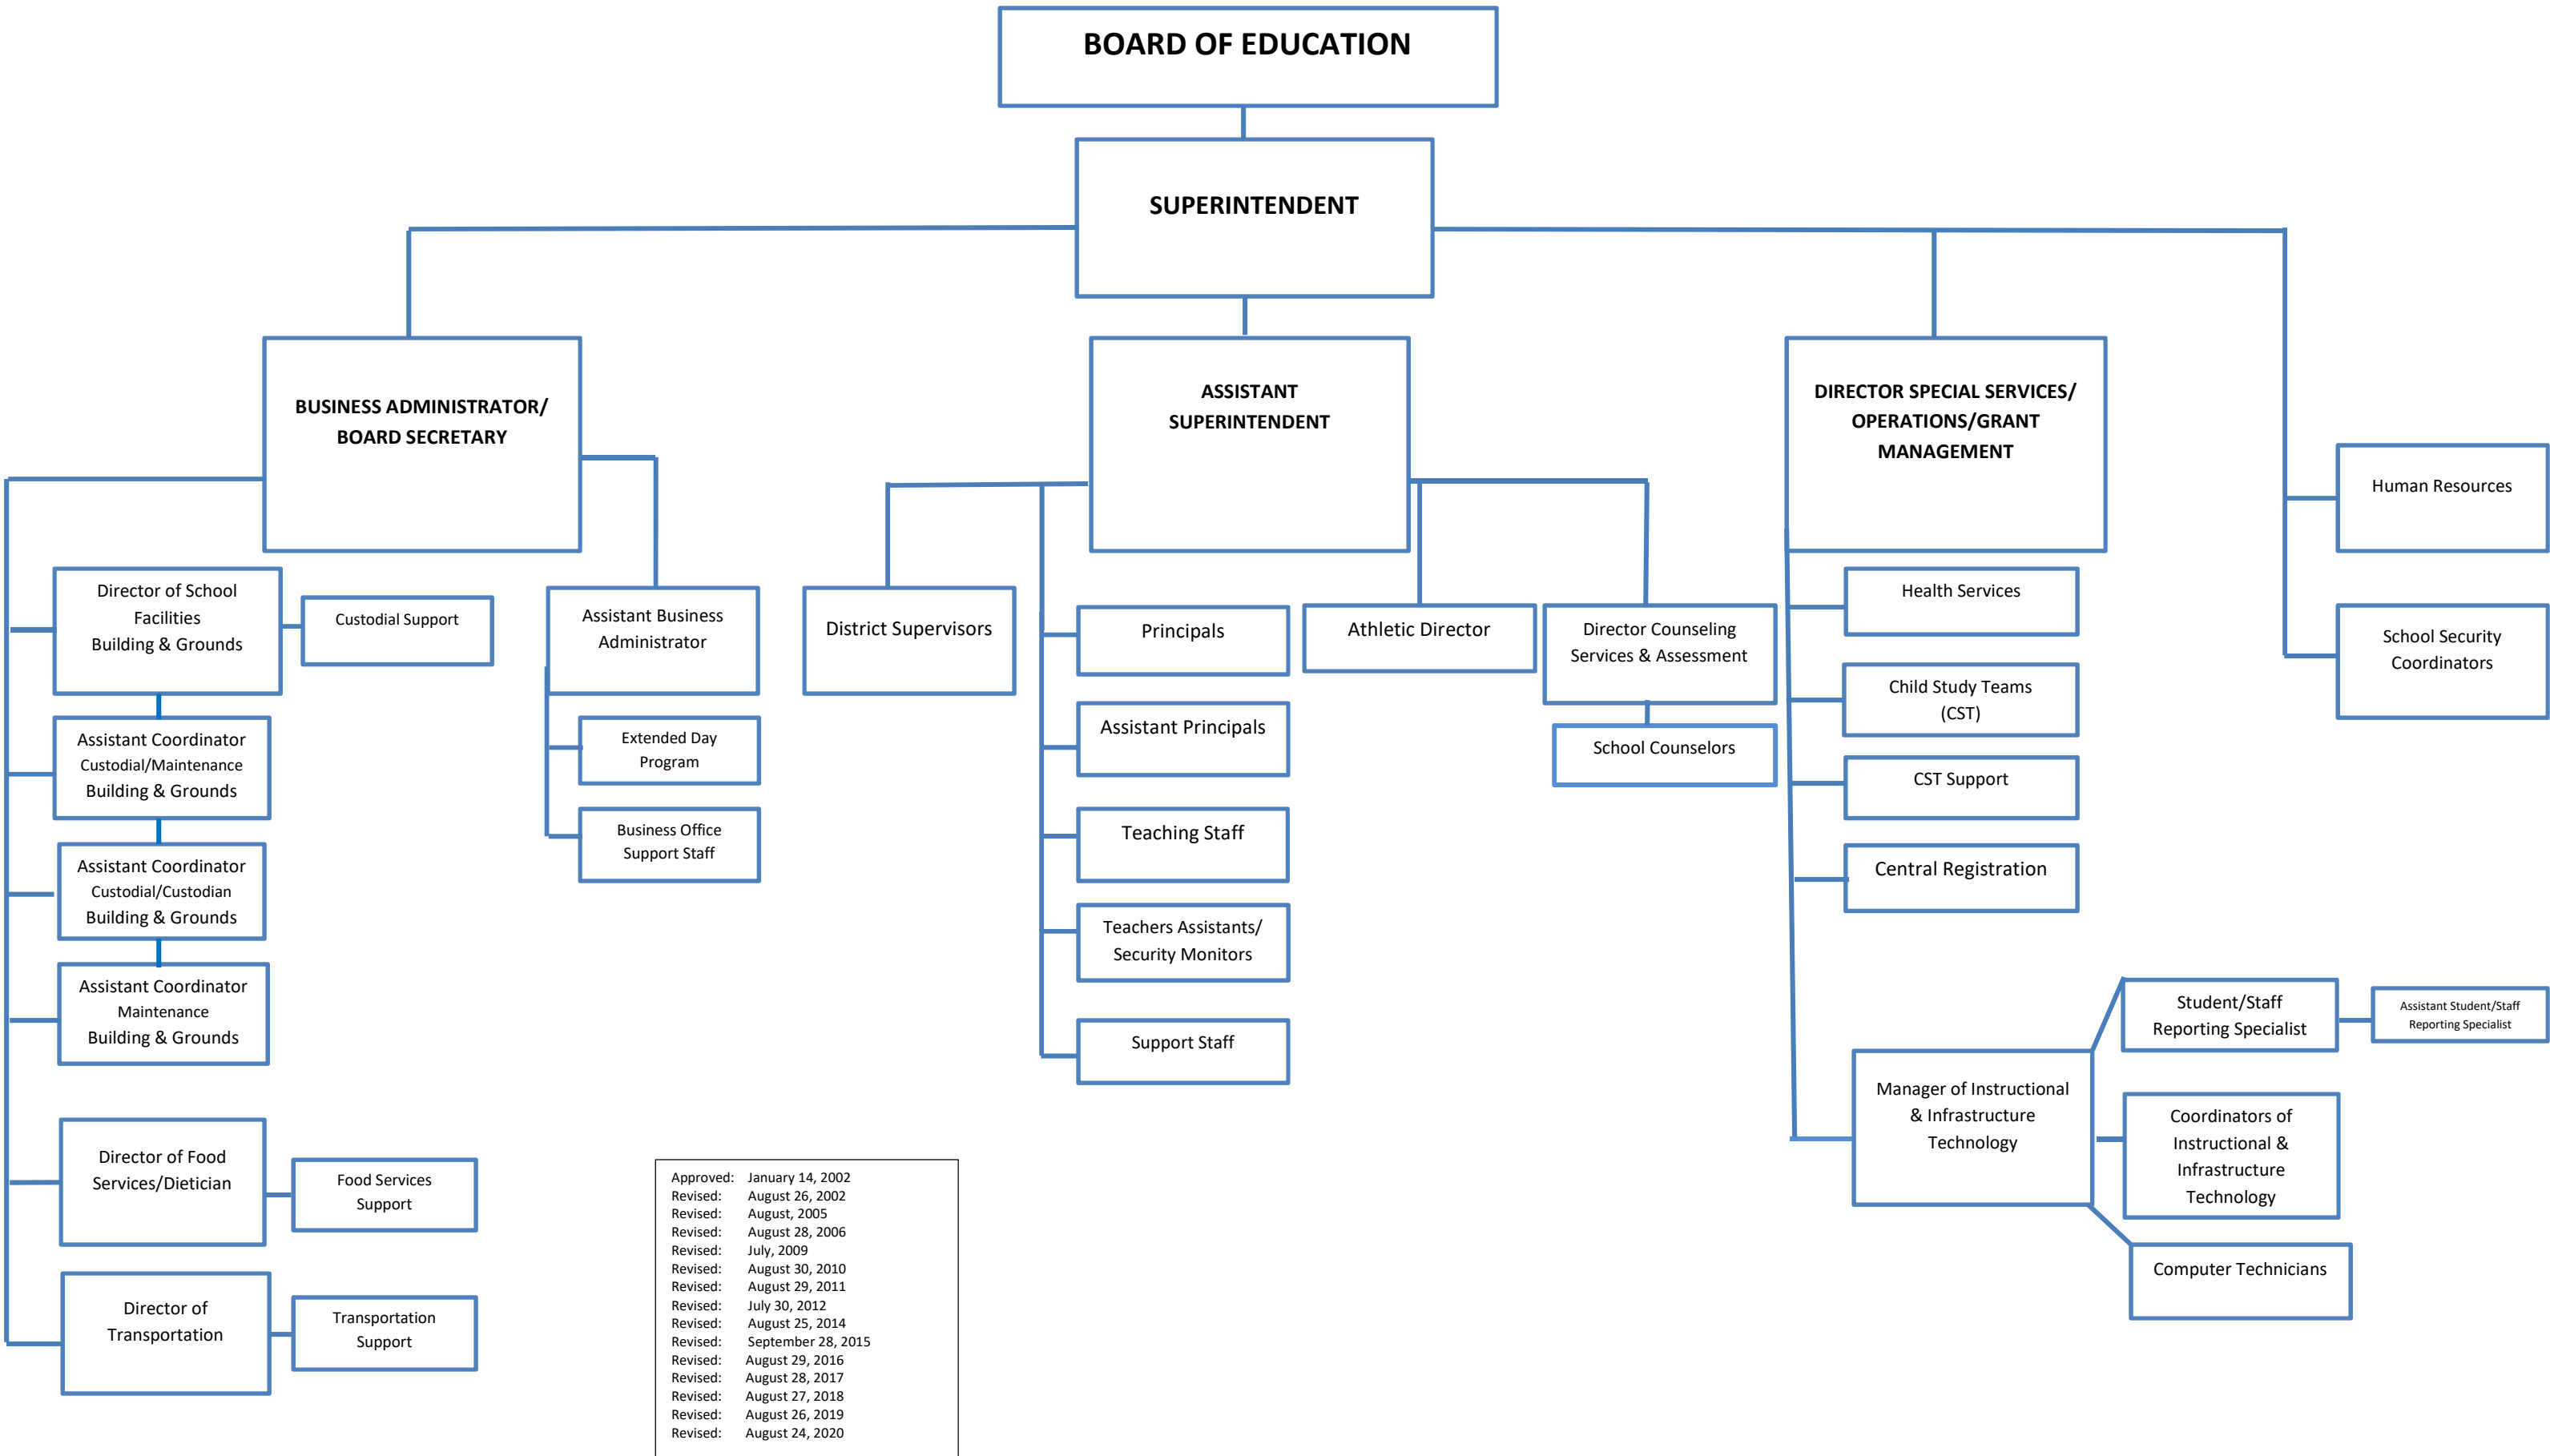 BOARD OF EDUCATION
SUPERINTENDENT
BUSINESS ADMINISTRATOR/
BOARD SECRETARY
ASSISTANT
SUPERINTENDENT
DIRECTOR SPECIAL SERVICES/
OPERATIONS/GRANT
MANAGEMENT
Human Resources
School Security
Coordinators
Director of School
Facilities
Building & Grounds
Custodial Support
Assistant Coordinator
Custodial/Maintenance
Building & Grounds
Assistant Coordinator
Custodial/Custodian
Building & Grounds
Assistant Coordinator
Maintenance
Building & Grounds
Director of Food
Services/Dietician
Food Services
Support
Director of
Transportation
Transportation
Support
Assistant Business
Administrator
Extended Day
Program
Business Office
Support Staff
District Supervisors
Principals
Assistant Principals
Teaching Staff
Teachers Assistants/
Security Monitors
Support Staff
Athletic Director
Director Counseling
Services & Assessment
School Counselors
Health Services
Child Study Teams
(CST)
CST Support
Central Registration
Manager of Instructional
& Infrastructure
Technology
Student/Staff
Reporting Specialist
Assistant Student/Staff
Reporting Specialist
Coordinators of
Instructional &
Infrastructure
Technology
Computer Technicians
Approved: January 14, 2002
Revised: August 26, 2002
Revised: August, 2005
Revised: August 28, 2006
Revised: July, 2009
Revised: August 30, 2010
Revised: August 29, 2011
Revised: July 30, 2012
Revised: August 25, 2014
Revised: September 28, 2015
Revised: August 29, 2016
Revised: August 28, 2017
Revised: August 27, 2018
Revised: August 26, 2019
Revised: August 24, 2020